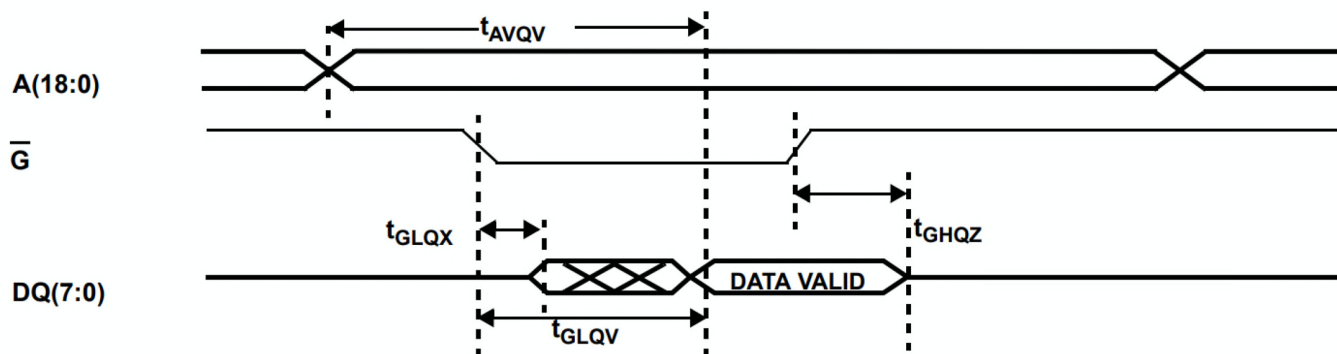 tAVQV
A(18:0)
G̅
tGLQX
tGHQZ
DQ(7:0)
DATA VALID
tGLQV